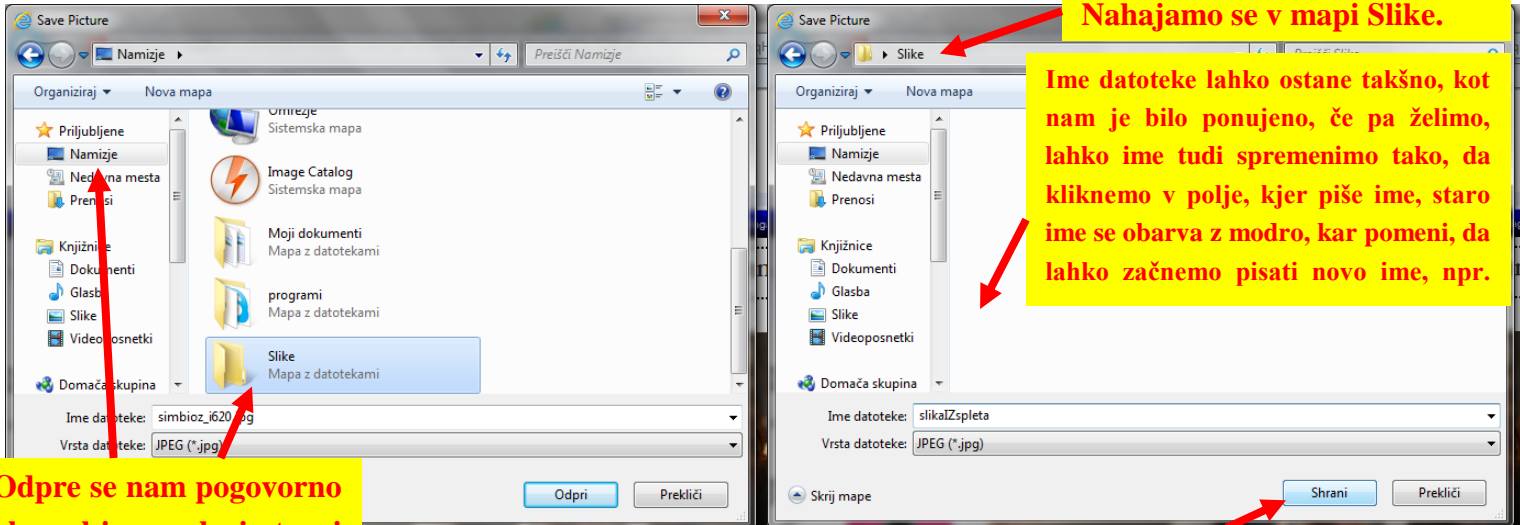 Save Picture
Namizje
Preišči Namizje
Organiziraj
Nova mapa
Priljubljene
Namizje
Nedavna mesta
Prenosi
Knjižnice
Dokumenti
Glasba
Slike
Videoposnetki
Domača skupina
Omrežje
Sistemska mapa
Image Catalog
Sistemska mapa
Moji dokumenti
Mapa z datotekami
programi
Mapa z datotekami
Slike
Mapa z datotekami
Ime datoteke: simbioz_i620.jpg
Vrsta datoteke: JPEG (*.jpg)
Odpri
Prekliči
Odpre se nam pogovorno
Save Picture
Slike
Preišči Slike
Organiziraj
Nova mapa
Priljubljene
Namizje
Nedavna mesta
Prenosi
Knjižnice
Dokumenti
Glasba
Slike
Videoposnetki
Domača skupina
Ime datoteke: slikaIZspleta
Vrsta datoteke: JPEG (*.jpg)
Skrij mape
Shrani
Prekliči
Nahajamo se v mapi Slike.
Ime datoteke lahko ostane takšno, kot
nam je bilo ponujeno, če pa želimo,
lahko ime tudi spremenimo tako, da
kliknemo v polje, kjer piše ime, staro
ime se obarva z modro, kar pomeni, da
lahko začnemo pisati novo ime, npr.